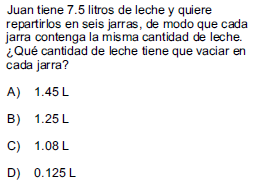 Juan tiene 7.5 litros de leche y quiere
repartirlos en seis jarras, de modo que cada
jarra contenga la misma cantidad de leche.
¿Qué cantidad de leche tiene que vaciar en
cada jarra?
A) 1.45 L
B) 1.25 L
C) 1.08 L
D) 0.125 L